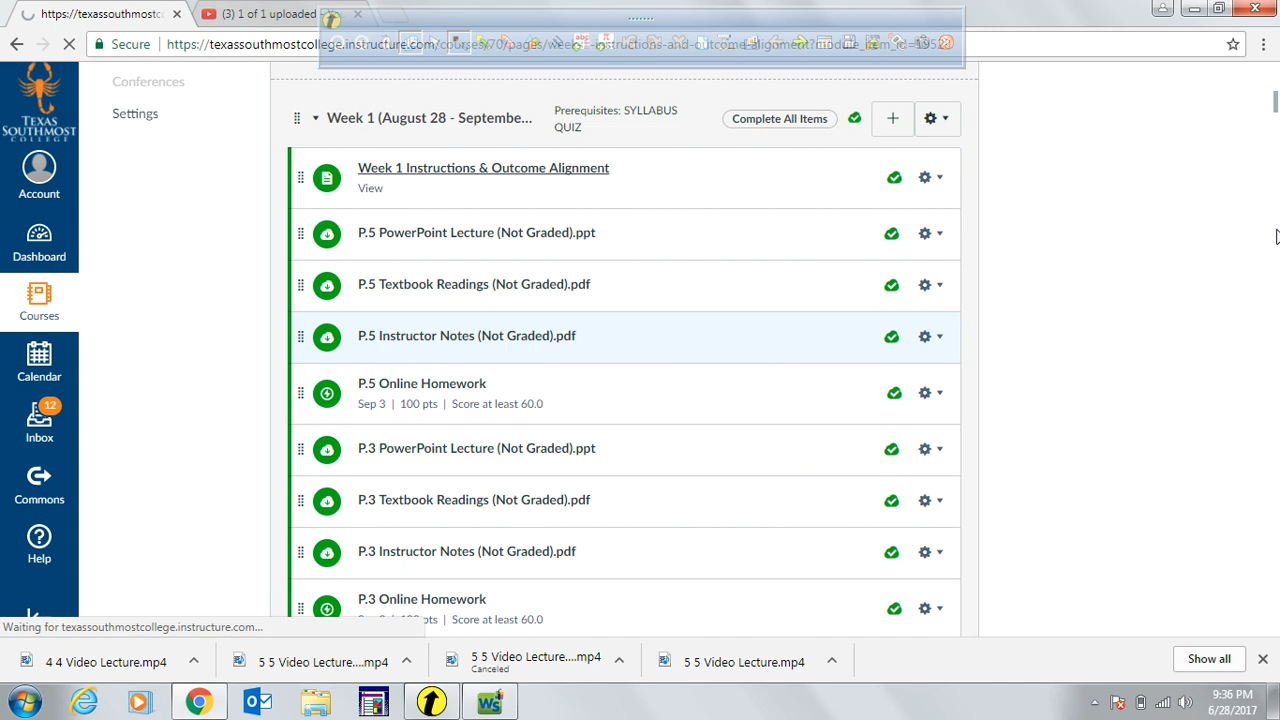 https://texassouthmostcollege.instr
(3) 1 of 1 uploaded
Secure
https://texassouthmostcollege.instructure.com/courses/
TEXAS
SOUTHMOST
COLLEGE
Account
Dashboard
Courses
Calendar
12
Inbox
Commons
Help
Conferences
Settings
Week 1 (August 28 - Septembe...
Prerequisites: SYLLABUS
QUIZ
Complete All Items
Week 1 Instructions & Outcome Alignment
View
P.5 PowerPoint Lecture (Not Graded).ppt
P.5 Textbook Readings (Not Graded).pdf
P.5 Instructor Notes (Not Graded).pdf
P.5 Online Homework
Sep 3 | 100 pts | Score at least 60.0
P.3 PowerPoint Lecture (Not Graded).ppt
P.3 Textbook Readings (Not Graded).pdf
P.3 Instructor Notes (Not Graded).pdf
P.3 Online Homework
pts | Score at least 60.0
Waiting for texassouthmostcollege.instructure.com...
4 4 Video Lecture.mp4
5 5 Video Lecture....mp4
5 5 Video Lecture....mp4
Canceled
5 5 Video Lecture.mp4
Show all
9:36 PM
6/28/2017